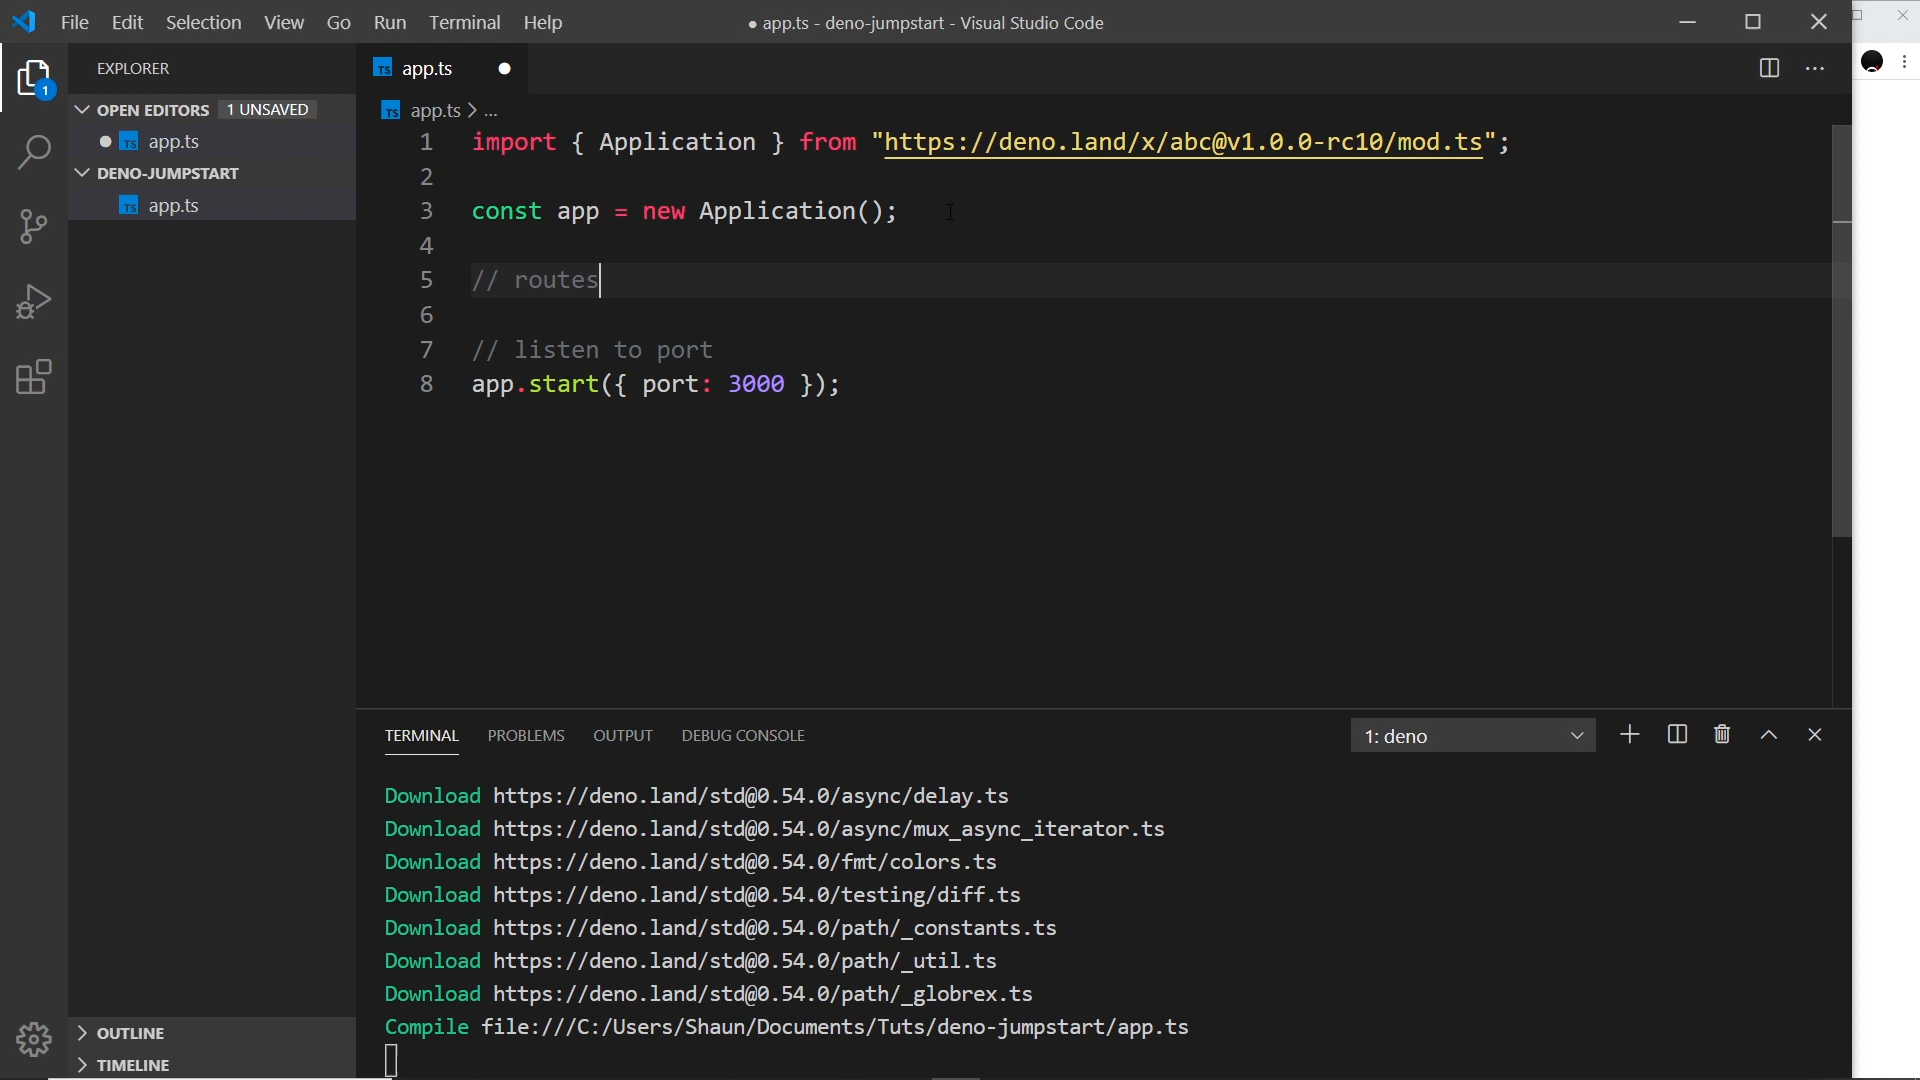 File Edit Selection View Go Run Terminal Help
● app.ts - deno-jumpstart - Visual Studio Code
EXPLORER
1
OPEN EDITORS 1 UNSAVED
TS app.ts
DENO-JUMPSTART
TS app.ts
OUTLINE
TIMELINE
TS app.ts
TS app.ts > ...
1 import { Application } from "https://deno.land/x/abc@v1.0.0-rc10/mod.ts";
2
3 const app = new Application();
4
5 // routes
6
7 // listen to port
8 app.start({ port: 3000 });
TERMINAL PROBLEMS OUTPUT DEBUG CONSOLE
1: deno
Download https://deno.land/std@0.54.0/async/delay.ts
Download https://deno.land/std@0.54.0/async/mux_async_iterator.ts
Download https://deno.land/std@0.54.0/fmt/colors.ts
Download https://deno.land/std@0.54.0/testing/diff.ts
Download https://deno.land/std@0.54.0/path/_constants.ts
Download https://deno.land/std@0.54.0/path/_util.ts
Download https://deno.land/std@0.54.0/path/_globrex.ts
Compile file:///C:/Users/Shaun/Documents/Tuts/deno-jumpstart/app.ts